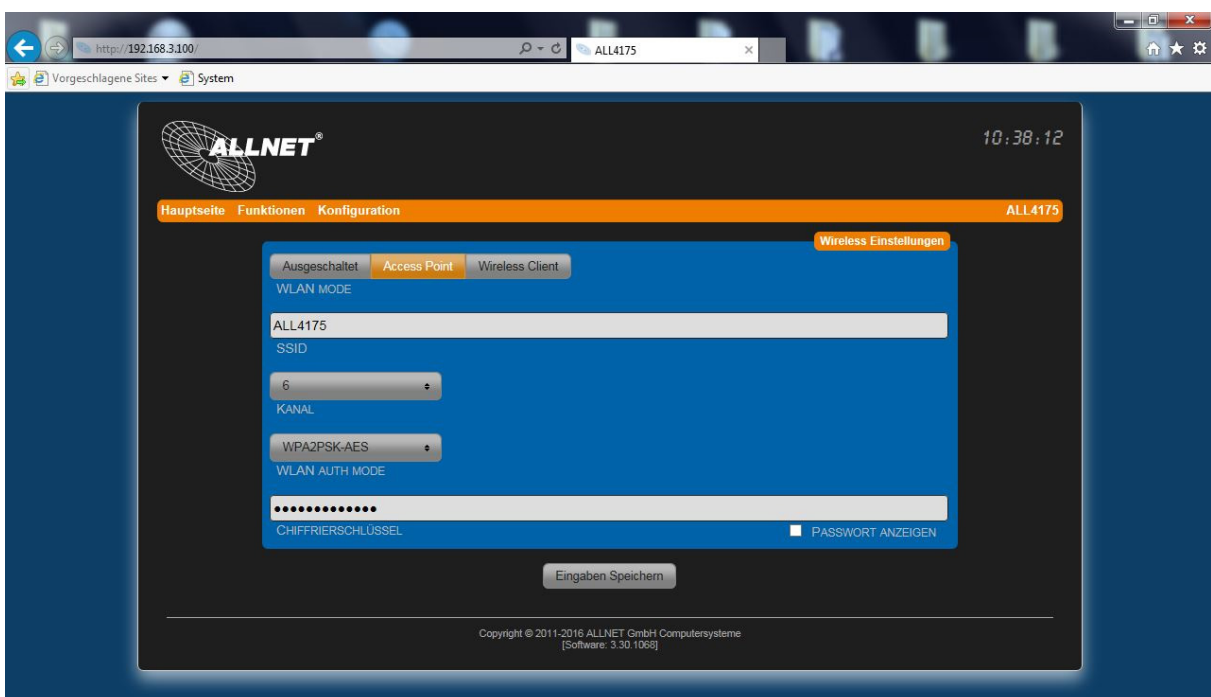 http://192.168.3.100/
ALL4175
Vorgeschlagene Sites
System
ALLNET®
10:38:12
Hauptseite Funktionen Konfiguration ALL4175
Wireless Einstellungen
Ausgeschaltet Access Point Wireless Client
WLAN MODE
ALL4175
SSID
6
KANAL
WPA2PSK-AES
WLAN AUTH MODE
•••••••••••••
CHIFFRIERSCHLÜSSEL
PASSWORT ANZEIGEN
Eingaben Speichern
Copyright © 2011-2016 ALLNET GmbH Computersysteme
[Software: 3.30.1068]